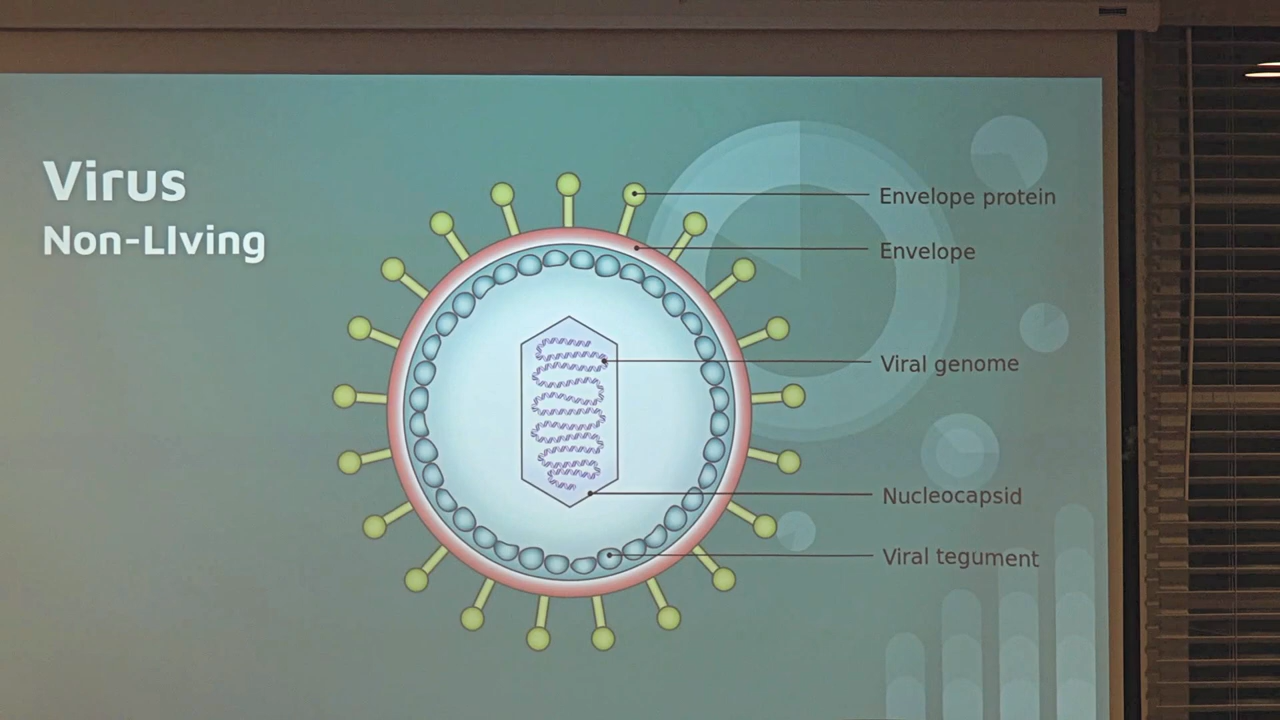 Virus
Non-LIving
Envelope protein
Envelope
Viral genome
Nucleocapsid
Viral tegument